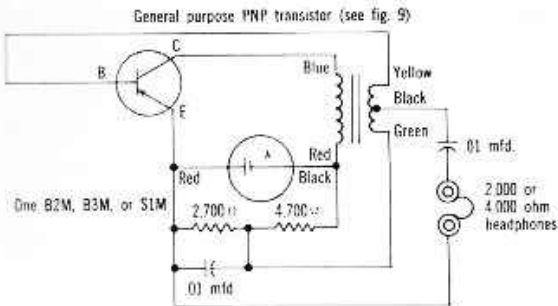 General purpose PNP transistor (see fig. 9)
C
B
E
Blue
Yellow
Black
Green
Red
Black
Red
.01 mfd.
One B2M, B3M, or S1M
2,700 Ω
4,700 ω
2,000 or
4,000 ohm
headphones
.01 mfd